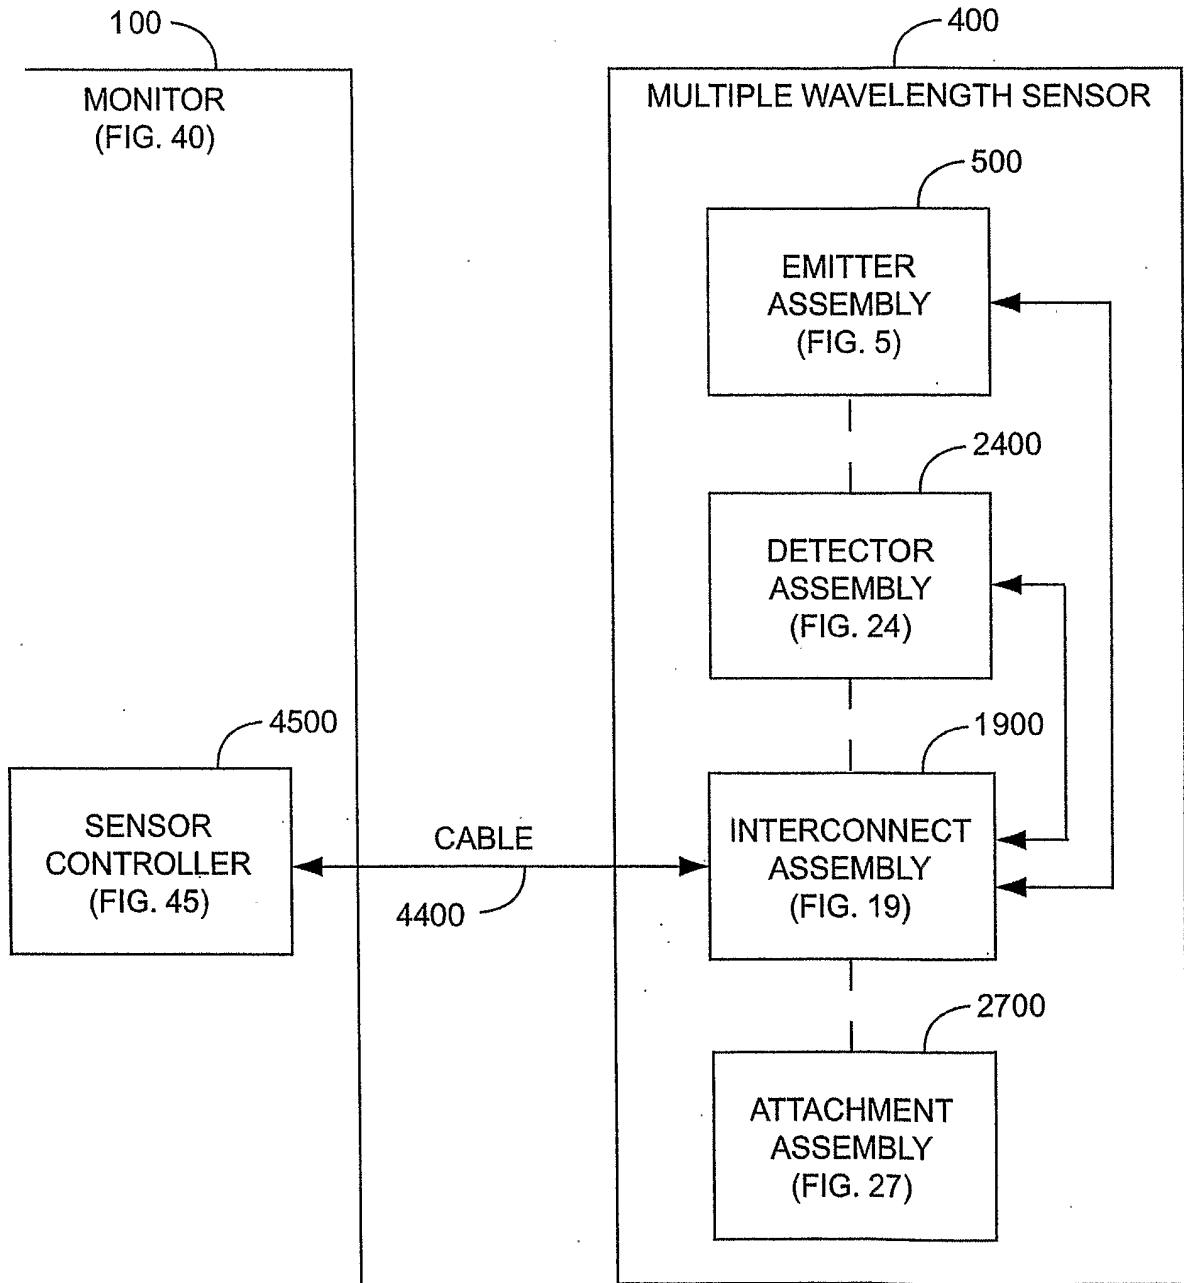 100
400
MONITOR
(FIG. 40)
MULTIPLE WAVELENGTH SENSOR
500
EMITTER
ASSEMBLY
(FIG. 5)
2400
DETECTOR
ASSEMBLY
(FIG. 24)
4500
1900
SENSOR
CONTROLLER
(FIG. 45)
CABLE
4400
INTERCONNECT
ASSEMBLY
(FIG. 19)
2700
ATTACHMENT
ASSEMBLY
(FIG. 27)